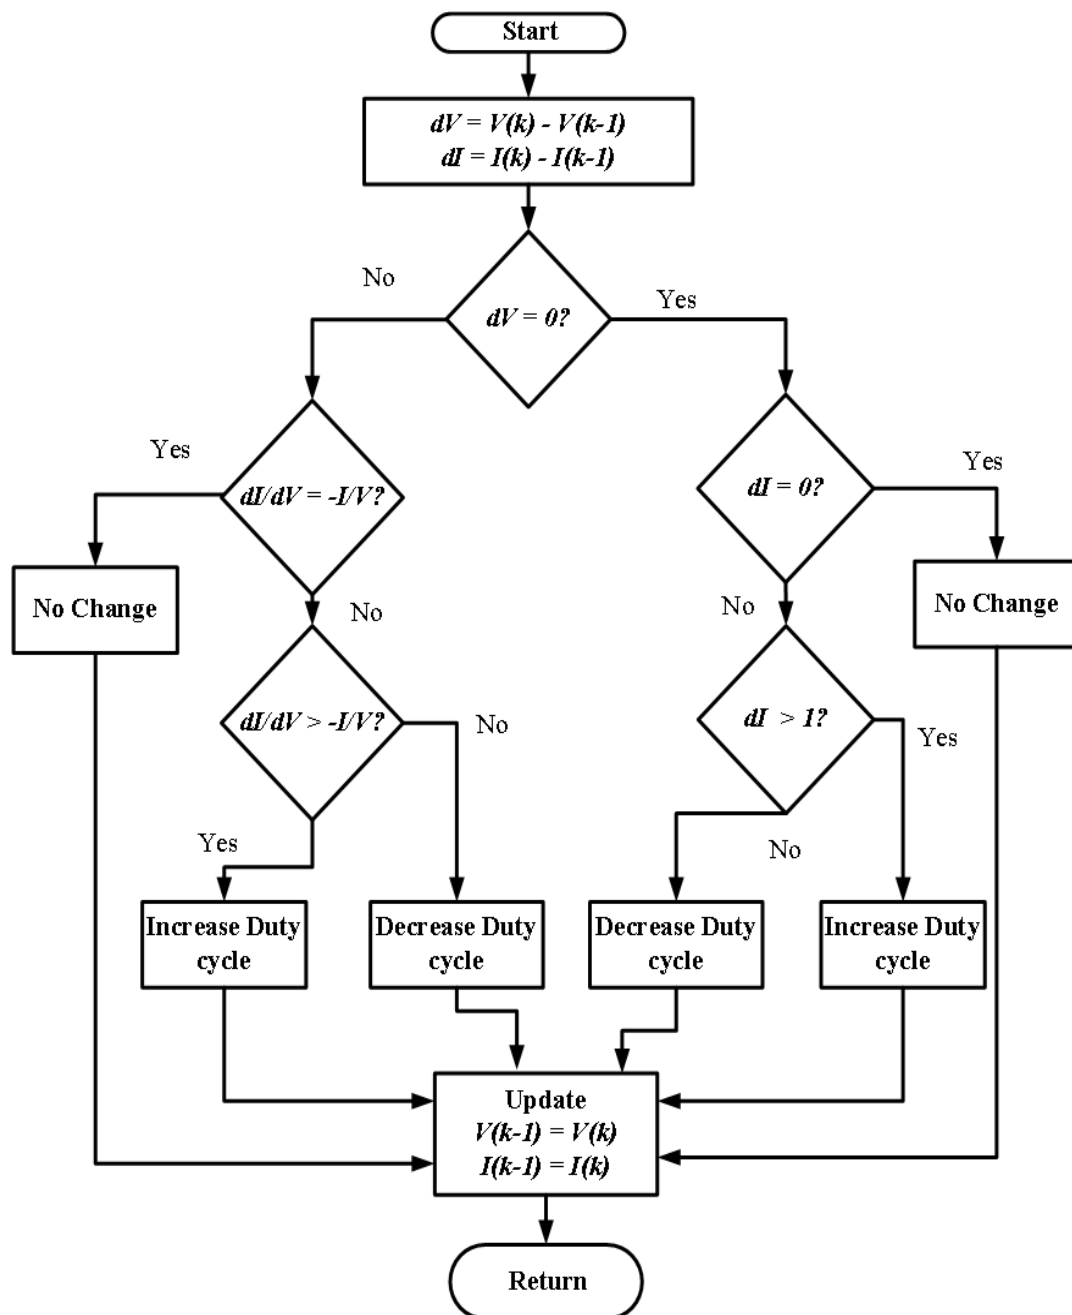 Start
dV = V(k) - V(k-1)
dI = I(k) - I(k-1)
No
Yes
dV = 0?
Yes
dI/dV = -I/V?
dI = 0?
Yes
No Change
No
No
No Change
dI/dV > -I/V?
No
dI > 1?
Yes
Yes
No
Increase Duty
cycle
Decrease Duty
cycle
Decrease Duty
cycle
Increase Duty
cycle
Update
V(k-1) = V(k)
I(k-1) = I(k)
Return